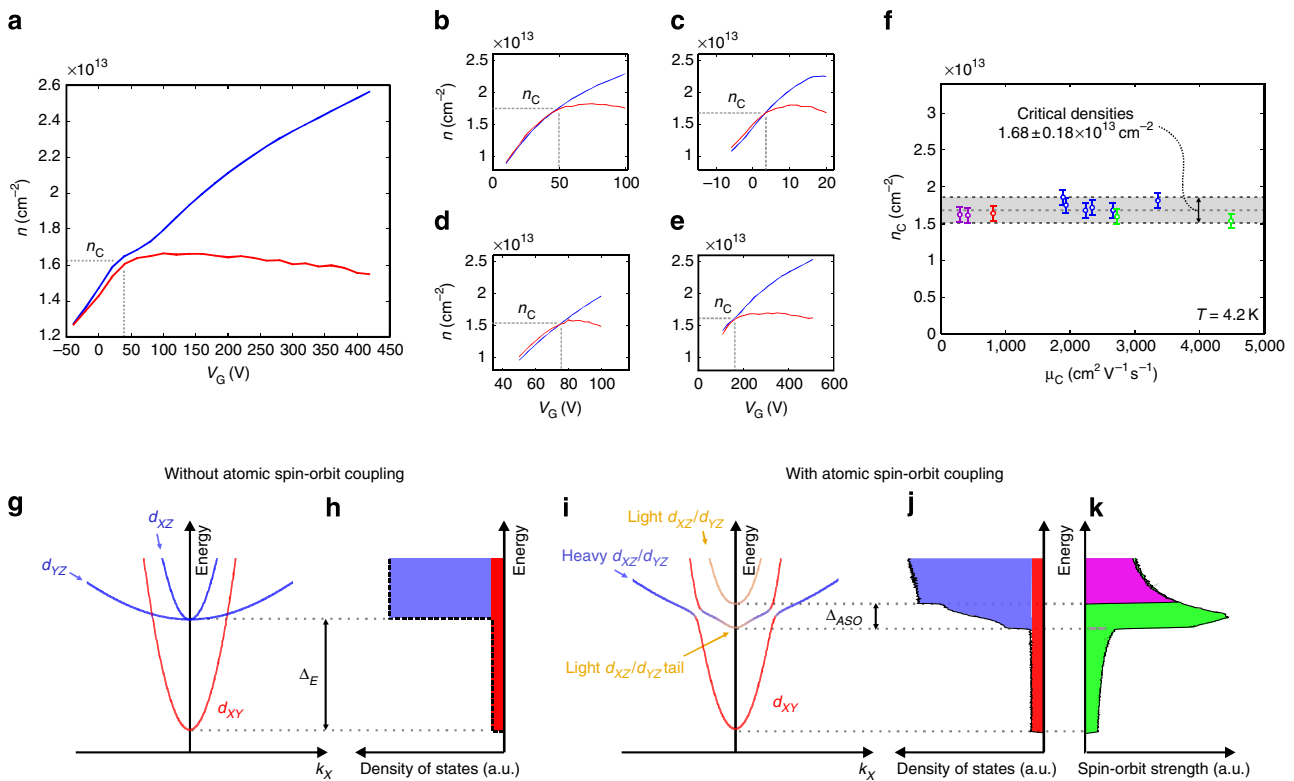 a
×10¹³
n (cm⁻²)
2.6
2.4
2.2
2
1.8
1.6
1.4
1.2
n_C
−50 0 50 100 150 200 250 300 350 400 450
V_G (V)
b
×10¹³
n (cm⁻²)
2.5
2
1.5
1
n_C
0 50 100
c
×10¹³
2.5
2
1.5
1
n_C
−10 0 10 20
d
×10¹³
n (cm⁻²)
2.5
2
1.5
1
n_C
40 60 80 100
V_G (V)
e
×10¹³
2.5
2
1.5
1
n_C
0 200 400 600
V_G (V)
f
×10¹³
n_C (cm⁻²)
3
2
1.5
1
0
Critical densities
1.68±0.18×10¹³ cm⁻²
T = 4.2 K
0 1,000 2,000 3,000 4,000 5,000
μ_C (cm² V⁻¹ s⁻¹)
Without atomic spin-orbit coupling
g
d_XZ
d_YZ
Energy
Δ_E
d_XY
k_X
h
Energy
Density of states (a.u.)
With atomic spin-orbit coupling
i
Light d_XZ/d_YZ
Heavy d_XZ/d_YZ
Energy
Δ_ASO
Light d_XZ/d_YZ tail
d_XY
k_X
j
Energy
Density of states (a.u.)
k
Energy
Spin-orbit strength (a.u.)